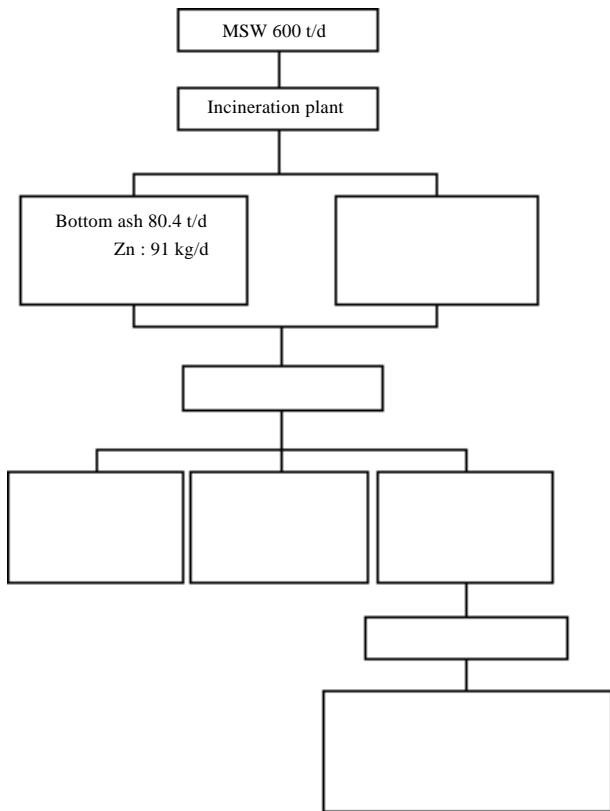 MSW 600 t/d
Incineration plant
Bottom ash 80.4 t/d
Zn : 91 kg/d